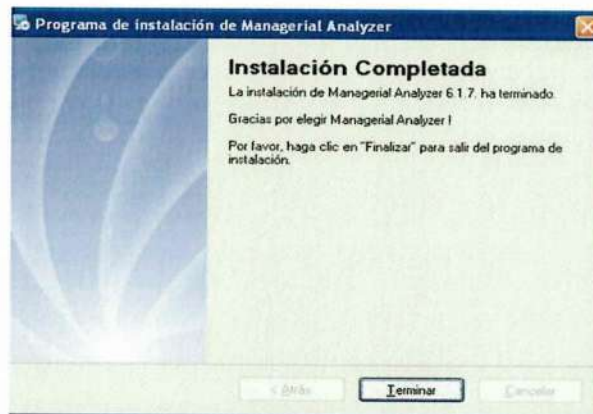 Programa de instalación de Managerial Analyzer
Instalación Completada
La instalación de Managerial Analyzer 6.1.7. ha terminado.
Gracias por elegir Managerial Analyzer !
Por favor, haga clic en "Finalizar" para salir del programa de
instalación.
< Atrás
Terminar
Cancelar